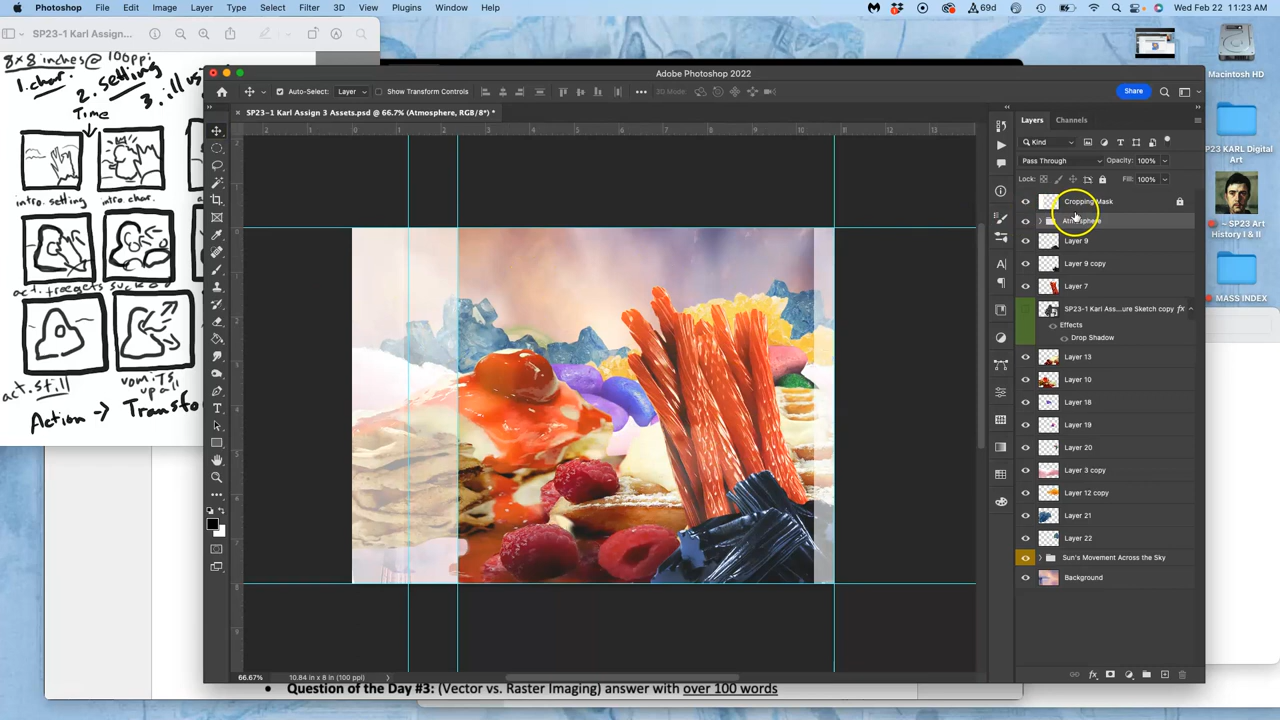 Photoshop File Edit Image Layer Type Select Filter 3D View Plugins Window Help 69d Wed Feb 22 11:23 AM
SP23-1 Karl Assign...
8x8 inches @ 100ppi
1. char.
2. setting
3. illus
Time
intro. setting intro. char.
act. still
vomits
up all
Action → Transfo
Adobe Photoshop 2022
Auto-Select: Layer Show Transform Controls 3D Mode: Share
SP23-1 Karl Assign 3 Assets.psd @ 66.7% (Atmosphere, RGB/8*) *
Layers Channels
Kind
Pass Through Opacity: 100%
Lock: Fill: 100%
Cropping Mask
Atmosphere
Layer 9
Layer 9 copy
Layer 7
SP23-1 Karl Ass...ure Sketch copy fx
Effects
Drop Shadow
Layer 13
Layer 10
Layer 18
Layer 19
Layer 20
Layer 3 copy
Layer 12 copy
Layer 21
Layer 22
Sun's Movement Across the Sky
Background
66.67% 10.84 in x 8 in (100 ppi)
Macintosh HD
SP23 KARL Digital
Art
~ SP23 Art
History I & II
MASS INDEX
• Question of the Day #3: (Vector vs. Raster Imaging) answer with over 100 words